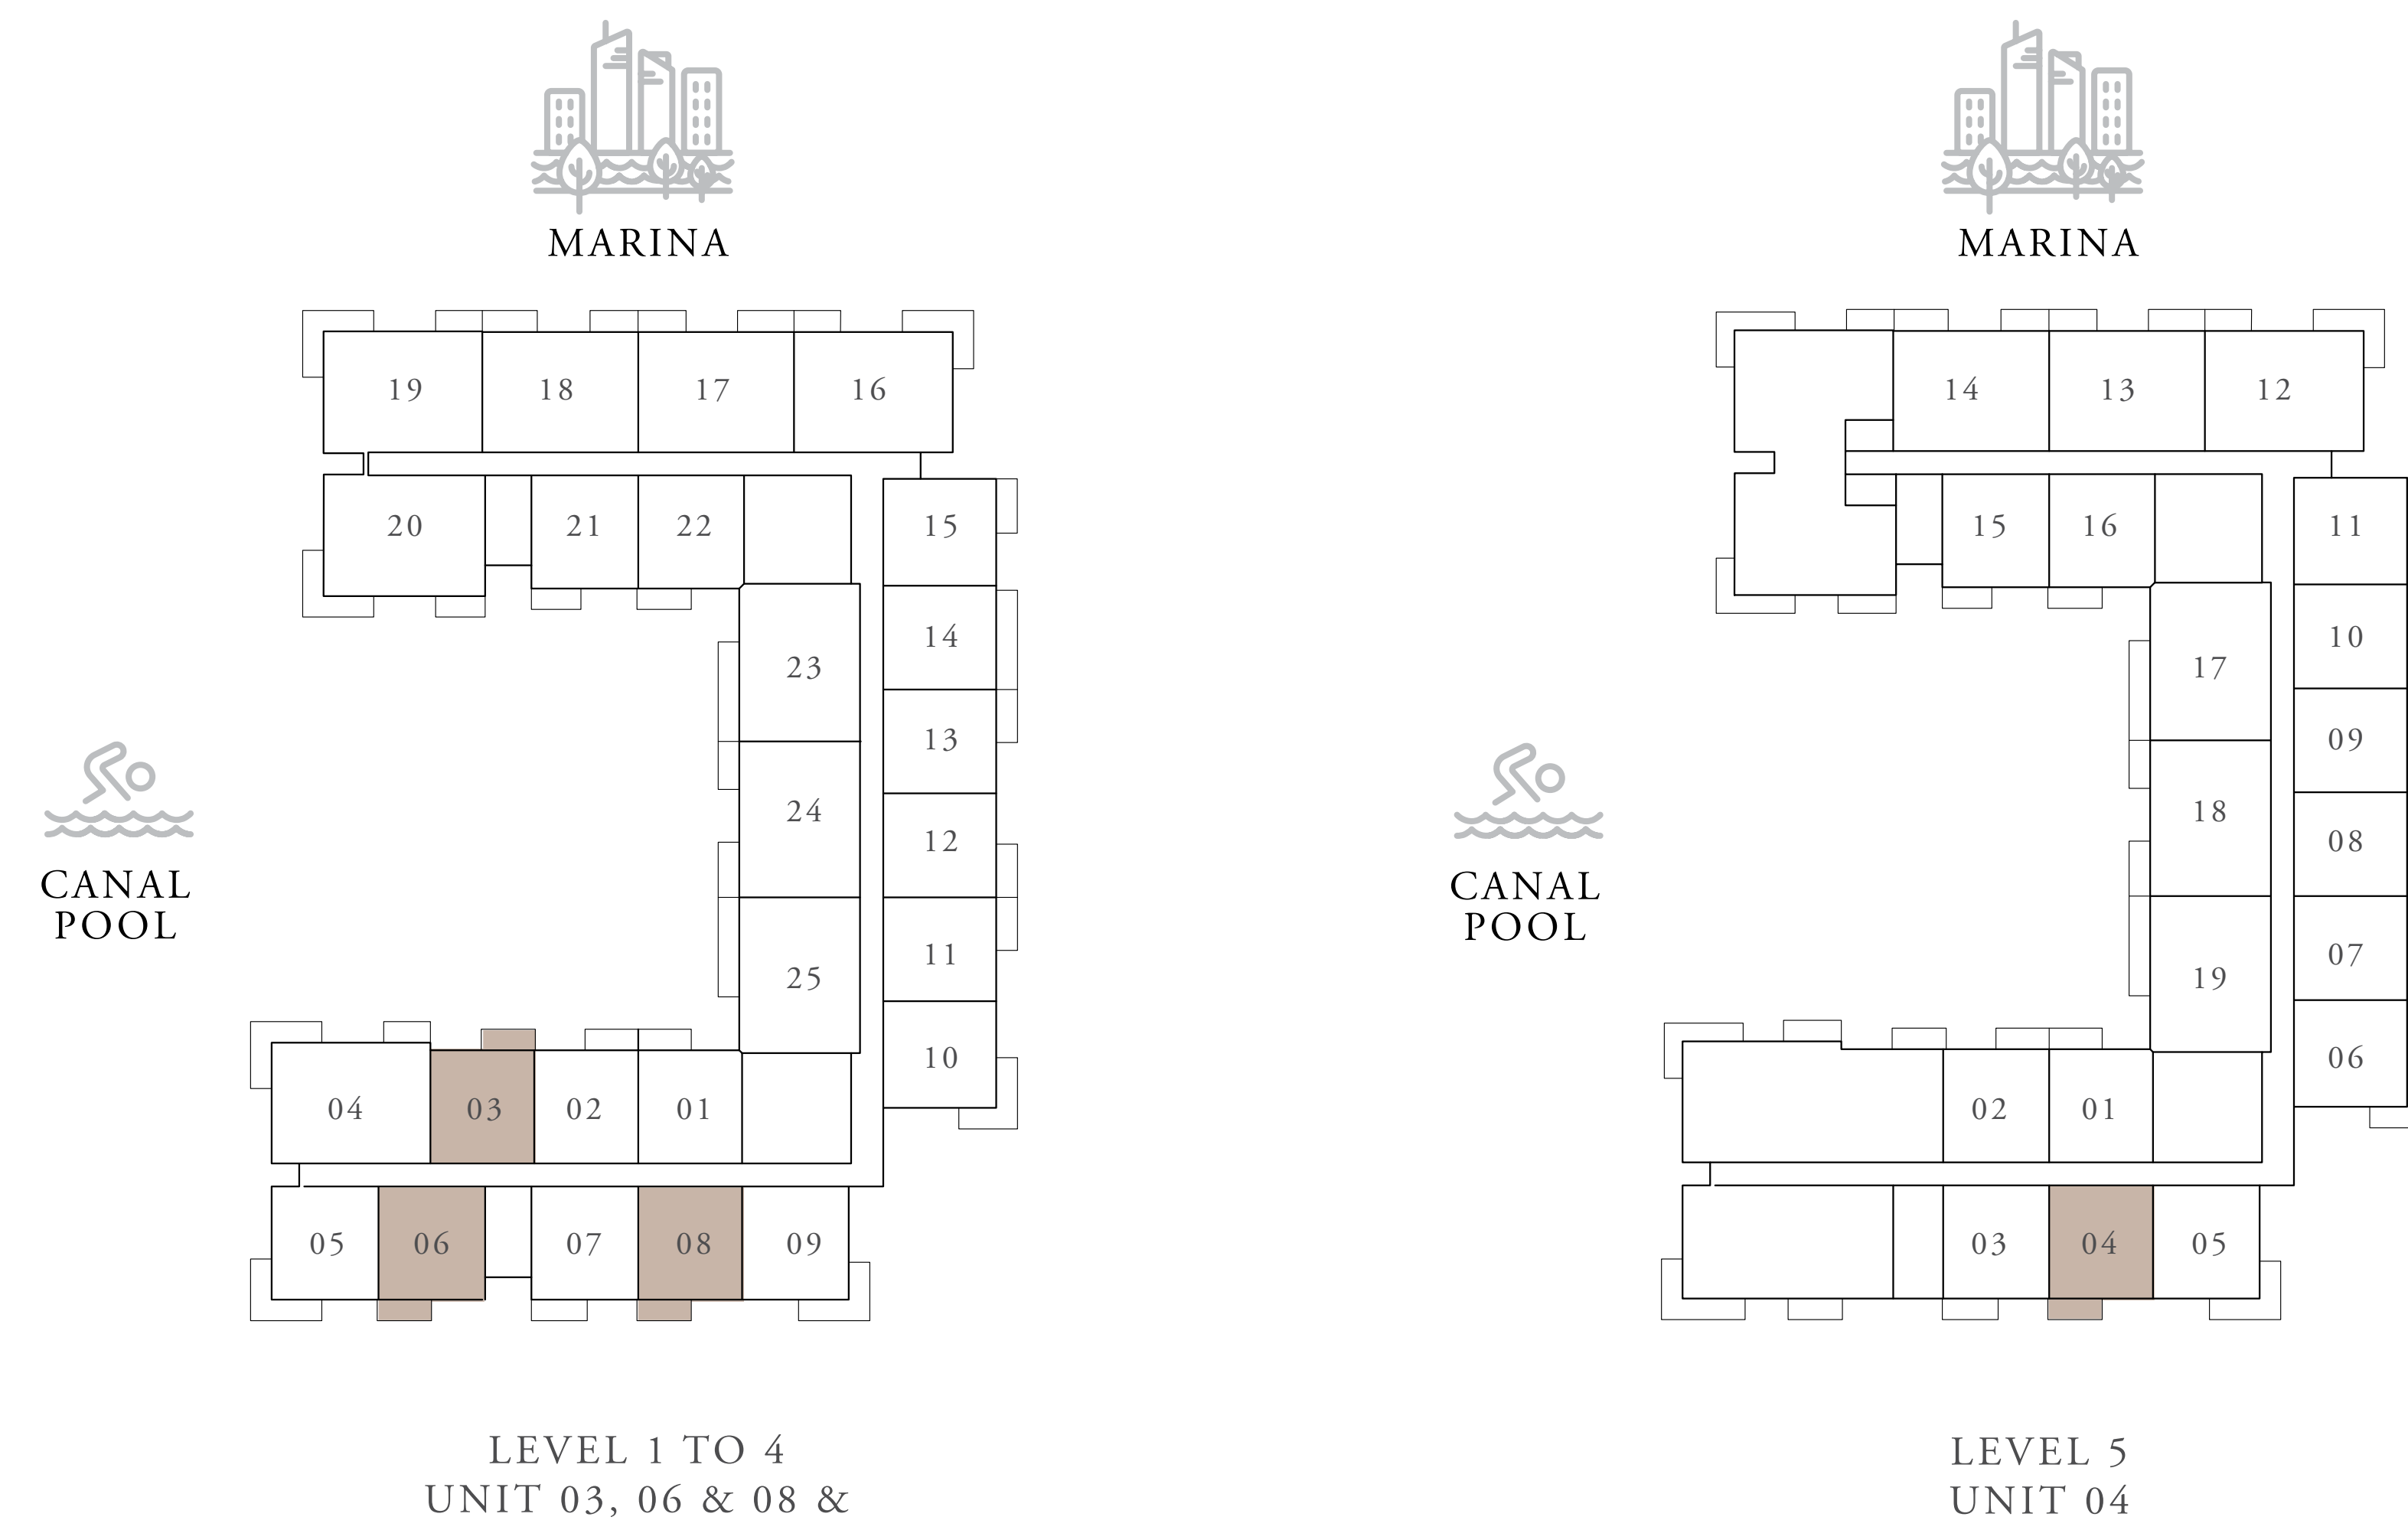 MARINA
19 18 17 16
20 21 22 15
14
23
13
24 12
11
25
10
CANAL
POOL
04 03 02 01
05 06 07 08 09
LEVEL 1 TO 4
UNIT 03, 06 & 08 &
MARINA
14 13 12
15 16 11
10
17
09
18 08
07
19
06
CANAL
POOL
02 01
03 04 05
LEVEL 5
UNIT 04